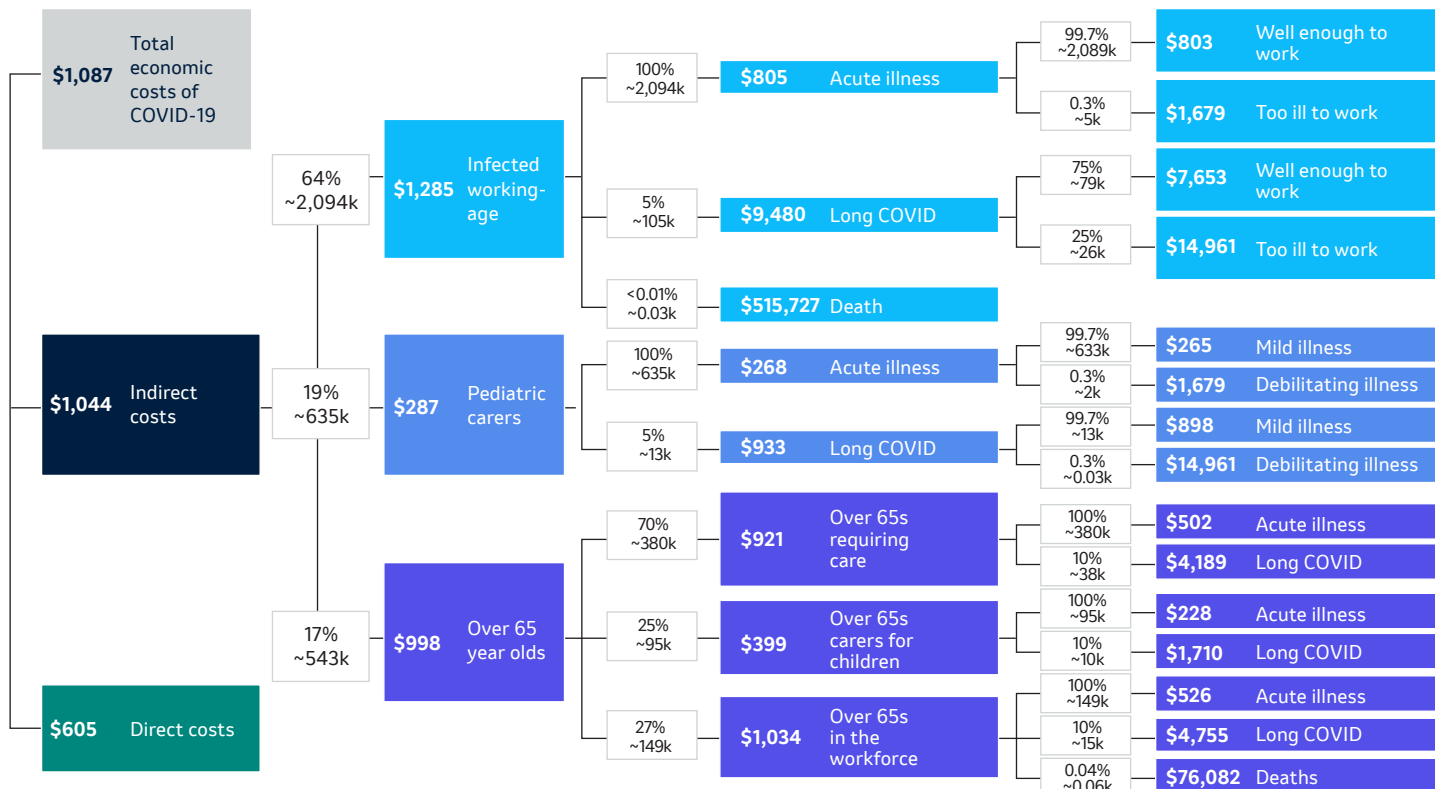 $1,087
Total
economic
costs of
COVID-19
$1,044
Indirect
costs
$605
Direct costs
64%
~2,094k
$1,285
Infected
working-
age
100%
~2,094k
$805
Acute illness
99.7%
~2,089k
$803
Well enough to
work
0.3%
~5k
$1,679
Too ill to work
5%
~105k
$9,480
Long COVID
75%
~79k
$7,653
Well enough to
work
25%
~26k
$14,961
Too ill to work
<0.01%
~0.03k
$515,727
Death
19%
~635k
$287
Pediatric
carers
100%
~635k
$268
Acute illness
99.7%
~633k
$265
Mild illness
0.3%
~2k
$1,679
Debilitating illness
5%
~13k
$933
Long COVID
99.7%
~13k
$898
Mild illness
0.3%
~0.03k
$14,961
Debilitating illness
17%
~543k
$998
Over 65
year olds
70%
~380k
$921
Over 65s
requiring
care
100%
~380k
$502
Acute illness
10%
~38k
$4,189
Long COVID
25%
~95k
$399
Over 65s
carers for
children
100%
~95k
$228
Acute illness
10%
~10k
$1,710
Long COVID
27%
~149k
$1,034
Over 65s
in the
workforce
100%
~149k
$526
Acute illness
10%
~15k
$4,755
Long COVID
0.04%
~0.06k
$76,082
Deaths